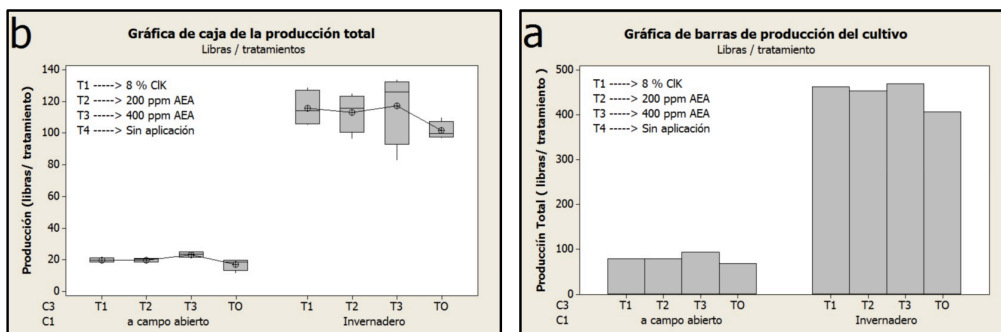 b
Gráfica de caja de la producción total
Libras / tratamientos
T1 ----> 8 % ClK
T2 ----> 200 ppm AEA
T3 ----> 400 ppm AEA
T4 -----> Sin aplicación
Producción (libras/ tratamiento)
140
120
100
80
60
40
20
0
C3 T1 T2 T3 TO T1 T2 T3 TO
C1 a campo abierto Invernadero
a
Gráfica de barras de producción del cultivo
Libras / tratamiento
T1 ----> 8 % ClK
T2 ----> 200 ppm AEA
T3 ----> 400 ppm AEA
T4 -----> Sin aplicación
Produccíin Total ( libras/ tratamiento )
500
400
300
200
100
0
C3 T1 T2 T3 TO T1 T2 T3 TO
C1 a campo abierto Invernadero